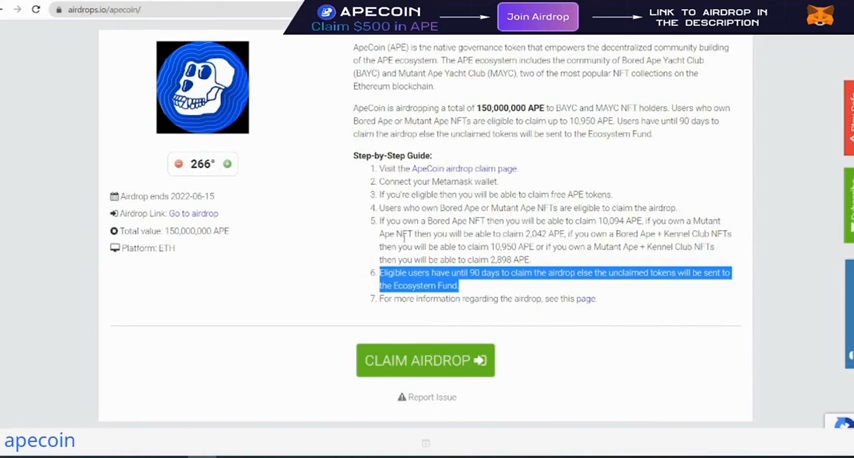 airdrops.io/apecoin/
APECOIN
Claim $500 in APE
Join Airdrop
LINK TO AIRDROP IN
THE DESCRIPTION
ApeCoin (APE) is the native governance token that empowers the decentralized community building
of the APE ecosystem. The APE ecosystem includes the community of Bored Ape Yacht Club
(BAYC) and Mutant Ape Yacht Club (MAYC), two of the most popular NFT collections on the
Ethereum blockchain.
ApeCoin is airdropping a total of 150,000,000 APE to BAYC and MAYC NFT holders. Users who own
Bored Ape or Mutant Ape NFTs are eligible to claim up to 10,950 APE. Users have until 90 days to
claim the airdrop else the unclaimed tokens will be sent to the Ecosystem Fund.
266°
Airdrop ends 2022-06-15
Airdrop Link: Go to airdrop
Total value: 150,000,000 APE
Platform: ETH
Step-by-Step Guide:
1. Visit the ApeCoin airdrop claim page.
2. Connect your Metamask wallet.
3. If you're eligible then you will be able to claim free APE tokens.
4. Users who own Bored Ape or Mutant Ape NFTs are eligible to claim the airdrop.
5. If you own a Bored Ape NFT then you will be able to claim 10,094 APE, if you own a Mutant
Ape NFT then you will be able to claim 2,042 APE, if you own a Bored Ape + Kennel Club NFTs
then you will be able to claim 10,950 APE or if you own a Mutant Ape + Kennel Club NFTs
then you will be able to claim 2,898 APE.
6. Eligible users have until 90 days to claim the airdrop else the unclaimed tokens will be sent to
the Ecosystem Fund.
7. For more information regarding the airdrop, see this page.
CLAIM AIRDROP
Report Issue
apecoin